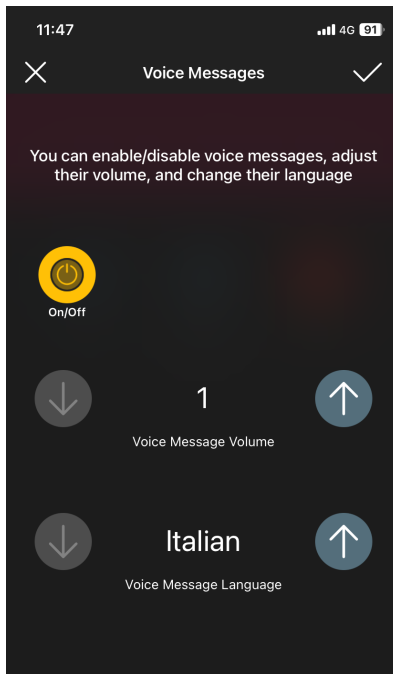 11:47
4G
91
Voice Messages
You can enable/disable voice messages, adjust
their volume, and change their language
On/Off
1
Voice Message Volume
Italian
Voice Message Language